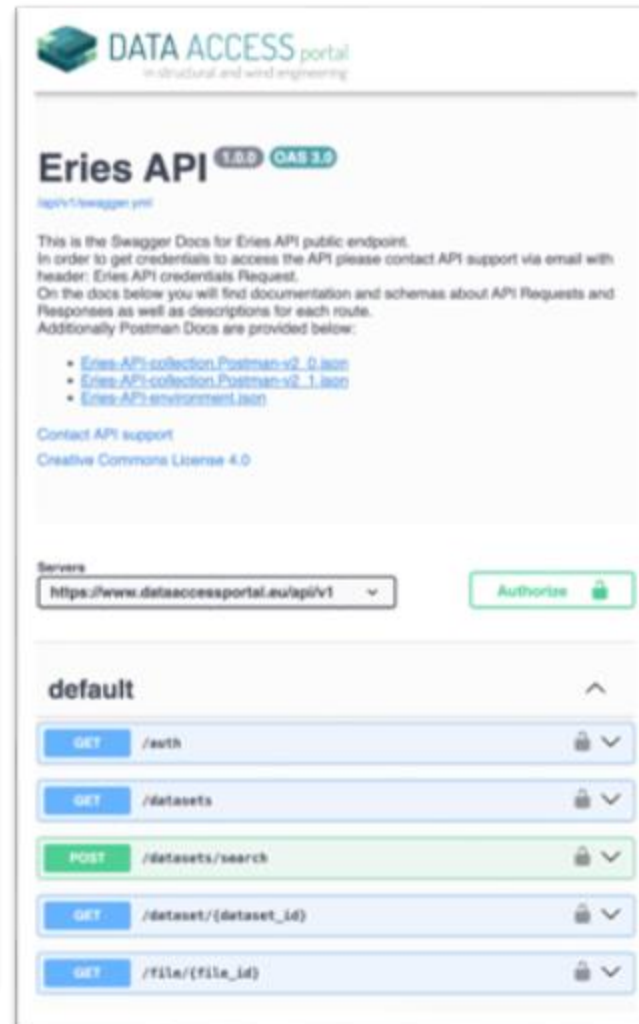 DATA ACCESS portal
in structural and wind engineering
Eries API 1.0.0 OAS 3.0
/api/v1/swagger.yml
This is the Swagger Docs for Eries API public endpoint.
In order to get credentials to access the API please contact API support via email with
header: Eries API credentials Request.
On the docs below you will find documentation and schemas about API Requests and
Responses as well as descriptions for each route.
Additionally Postman Docs are provided below:
Eries-API-collection.Postman-v2_0.json
Eries-API-collection.Postman-v2_1.json
Eries-API-environment.json
Contact API support
Creative Commons License 4.0
Servers
https://www.dataaccessportal.eu/api/v1
Authorize
default
GET /auth
GET /datasets
POST /datasets/search
GET /dataset/{dataset_id}
GET /file/{file_id}